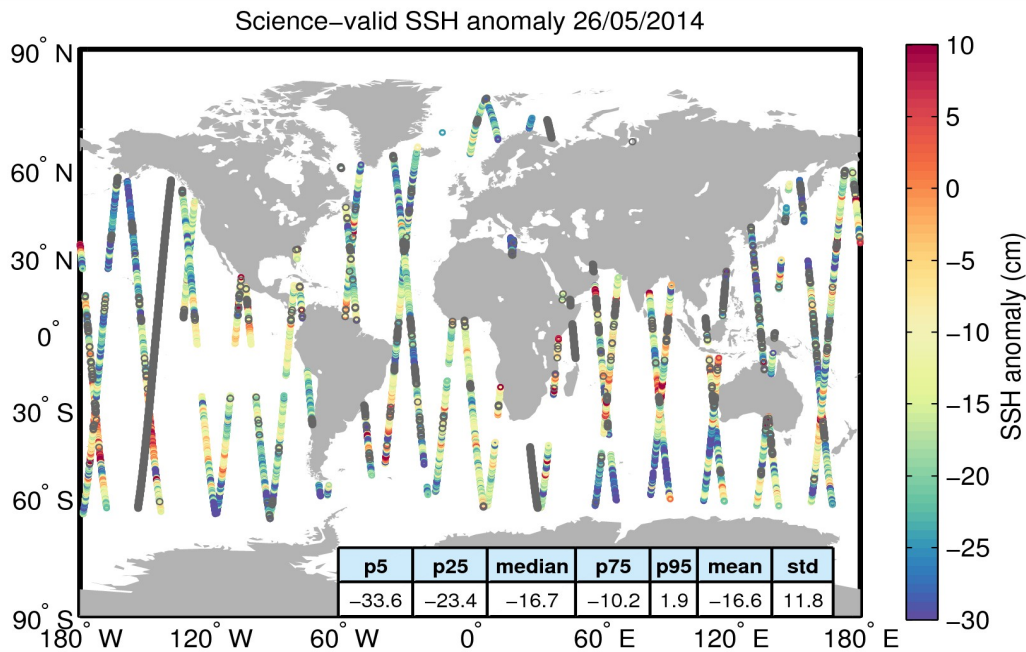 Science−valid SSH anomaly 26/05/2014
90° N
60° N
30° N
0°
30° S
60° S
90° S
180° W
120° W
60° W
0°
60° E
120° E
180° E
p5 p25 median p75 p95 mean std
−33.6 −23.4 −16.7 −10.2 1.9 −16.6 11.8
10
5
0
−5
−10
−15
−20
−25
−30
SSH anomaly (cm)